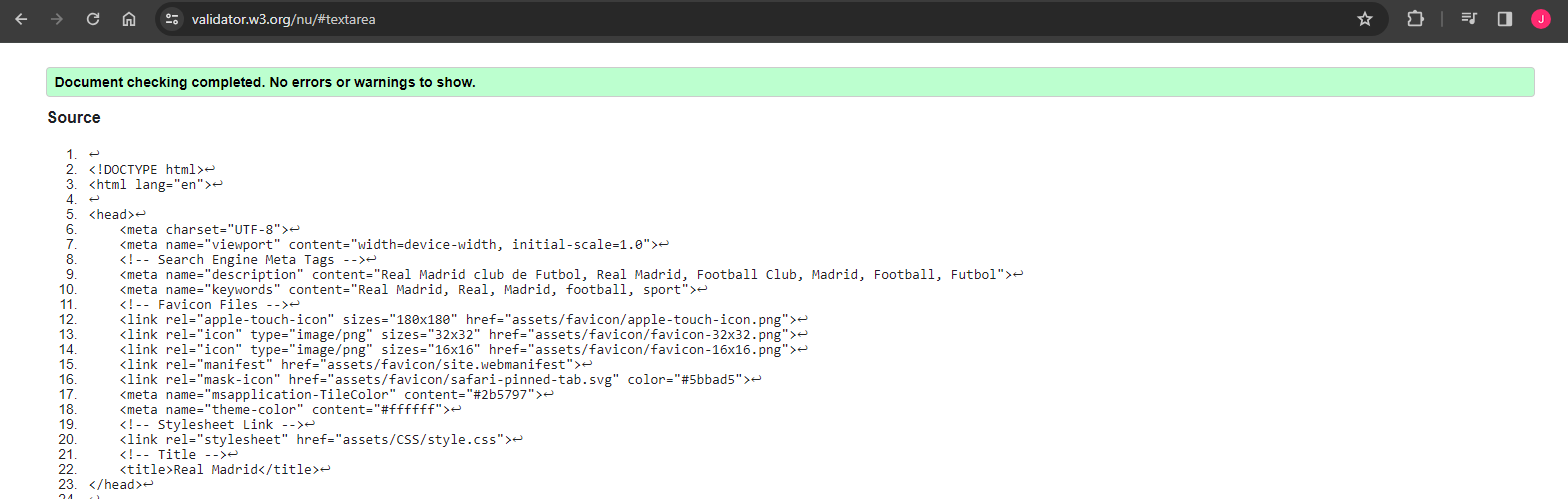 validator.w3.org/nu/#textarea
J
Document checking completed. No errors or warnings to show.
Source
1. ↩
2. <!DOCTYPE html>↩
3. <html lang="en">↩
4. ↩
5. <head>↩
6.     <meta charset="UTF-8">↩
7.     <meta name="viewport" content="width=device-width, initial-scale=1.0">↩
8.     <!-- Search Engine Meta Tags -->↩
9.     <meta name="description" content="Real Madrid club de Futbol, Real Madrid, Football Club, Madrid, Football, Futbol">↩
10.     <meta name="keywords" content="Real Madrid, Real, Madrid, football, sport">↩
11.     <!-- Favicon Files -->↩
12.     <link rel="apple-touch-icon" sizes="180x180" href="assets/favicon/apple-touch-icon.png">↩
13.     <link rel="icon" type="image/png" sizes="32x32" href="assets/favicon/favicon-32x32.png">↩
14.     <link rel="icon" type="image/png" sizes="16x16" href="assets/favicon/favicon-16x16.png">↩
15.     <link rel="manifest" href="assets/favicon/site.webmanifest">↩
16.     <link rel="mask-icon" href="assets/favicon/safari-pinned-tab.svg" color="#5bbad5">↩
17.     <meta name="msapplication-TileColor" content="#2b5797">↩
18.     <meta name="theme-color" content="#ffffff">↩
19.     <!-- Stylesheet Link -->↩
20.     <link rel="stylesheet" href="assets/CSS/style.css">↩
21.     <!-- Title -->↩
22.     <title>Real Madrid</title>↩
23. </head>↩
24. ↩